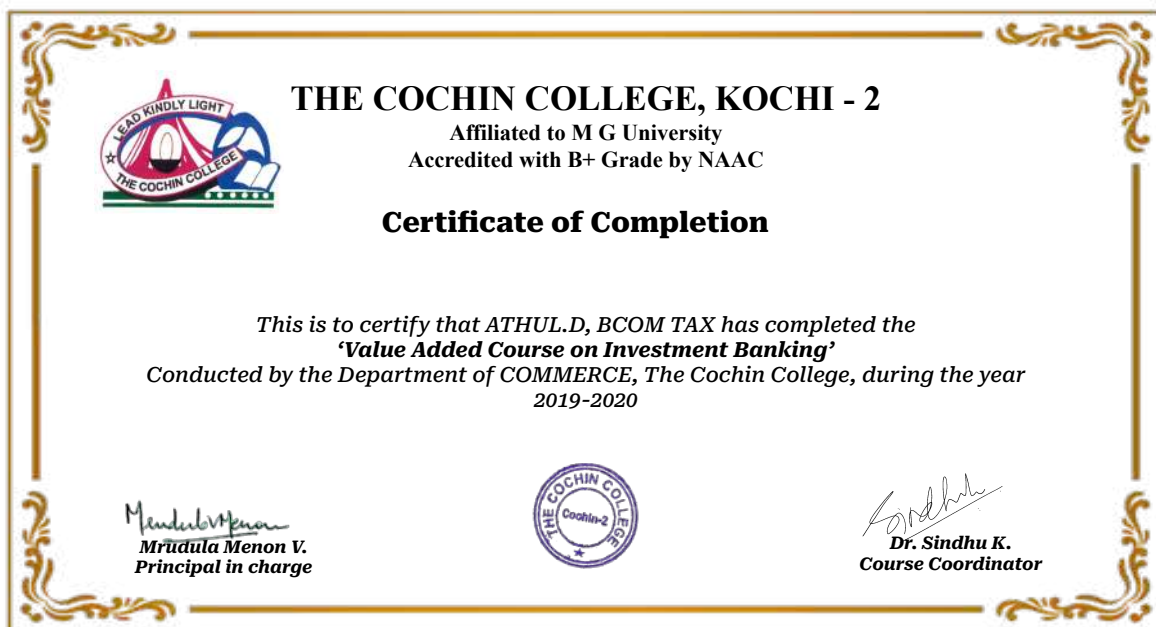 THE COCHIN COLLEGE, KOCHI - 2
Affiliated to M G University
Accredited with B+ Grade by NAAC
LEAD KINDLY LIGHT
THE COCHIN COLLEGE
Certificate of Completion
This is to certify that ATHUL.D, BCOM TAX has completed the
‘Value Added Course on Investment Banking’
Conducted by the Department of COMMERCE, The Cochin College, during the year
2019-2020
THE COCHIN COLLEGE
Cochin-2
Mrudula Menon
Mrudula Menon V.
Principal in charge
Sindhu
Dr. Sindhu K.
Course Coordinator